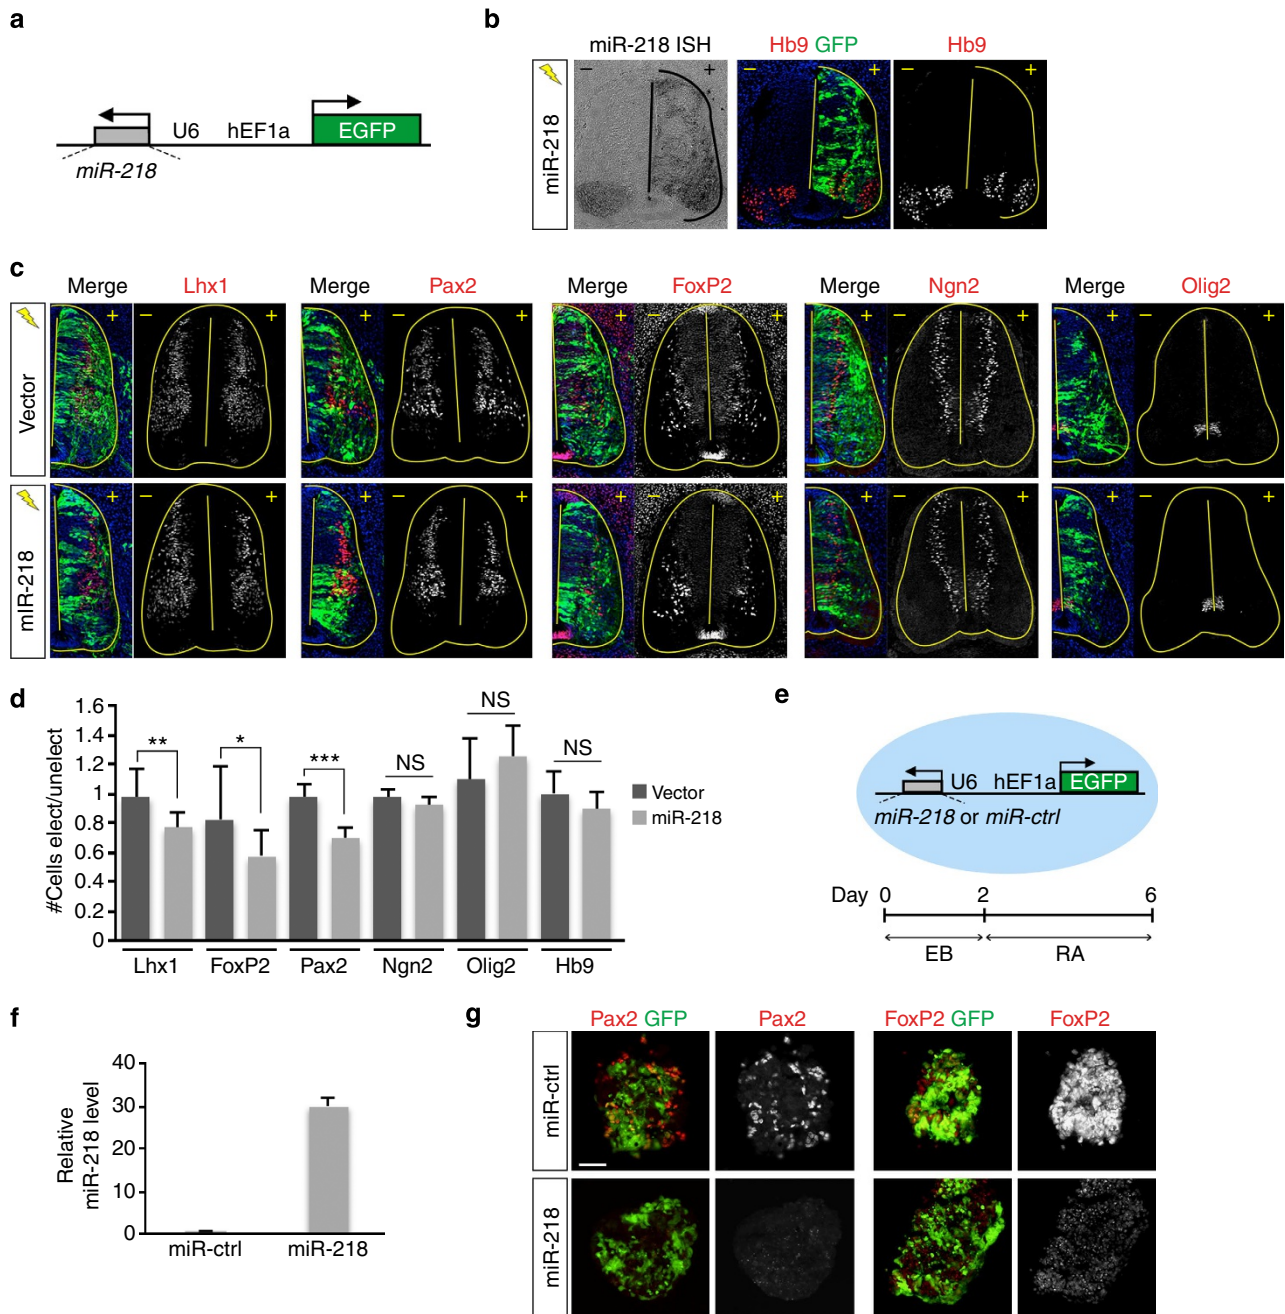 a
U6 hEF1a EGFP
miR-218
b
miR-218 ISH Hb9 GFP Hb9
miR-218
− + − + − +
c
Merge Lhx1 Merge Pax2 Merge FoxP2 Merge Ngn2 Merge Olig2
Vector
+ − + + − + + − + + − + + − +
mIR-218
+ − + + − + + − + + − + + − +
d
#Cells elect/unelect
1.6
1.4
1.2
1
0.8
0.6
0.4
0.2
0
** * *** NS NS NS
Vector
miR-218
Lhx1 FoxP2 Pax2 Ngn2 Olig2 Hb9
e
U6 hEF1a EGFP
miR-218 or miR-ctrl
Day 0 2 6
EB RA
f
Relative
miR-218 level
40
30
20
10
0
miR-ctrl miR-218
g
Pax2 GFP Pax2 FoxP2 GFP FoxP2
miR-ctrl
miR-218